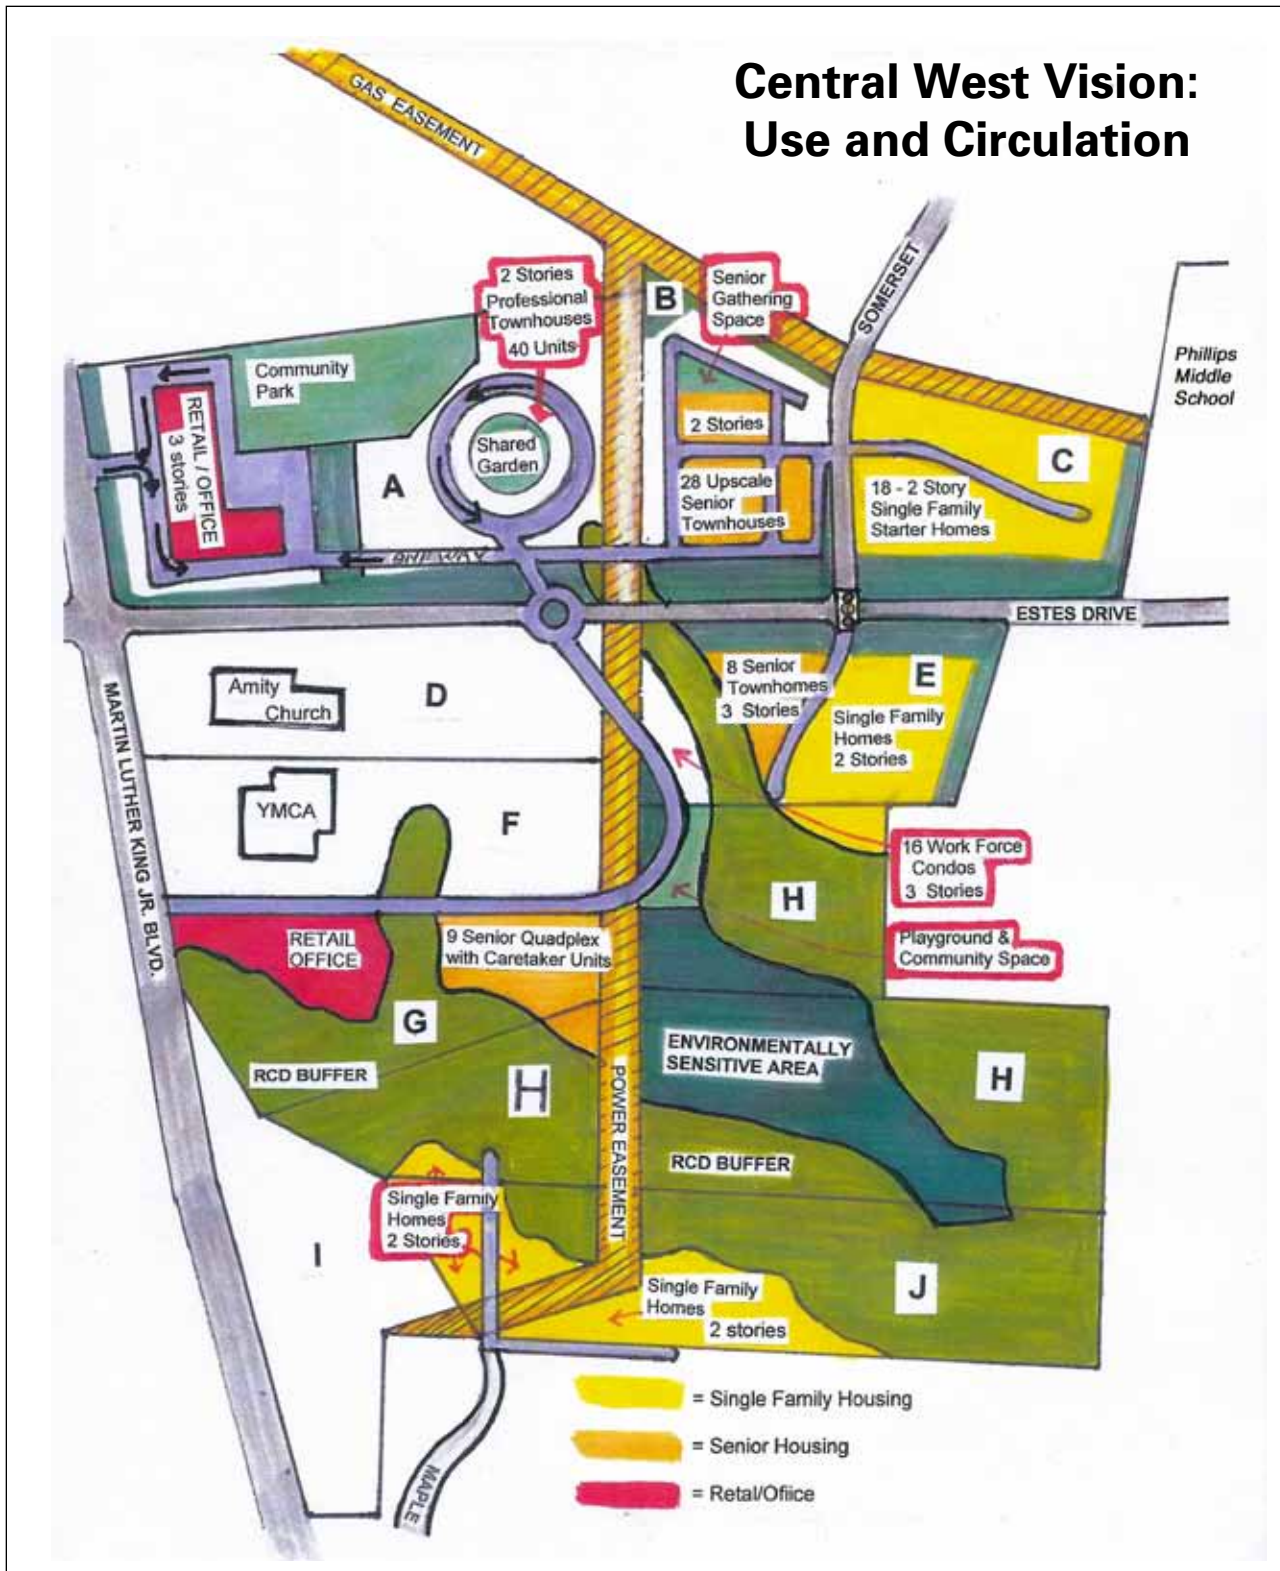 Central West Vision:
Use and Circulation
GAS EASEMENT
SOMERSET
2 Stories
Professional
Townhouses
40 Units
B
Senior
Gathering
Space
Phillips
Middle
School
Community
Park
RETAIL / OFFICE
3 stories
A
Shared
Garden
2 Stories
28 Upscale
Senior
Townhouses
C
18 - 2 Story
Single Family
Starter Homes
ONE WAY
ESTES DRIVE
MARTIN LUTHER KING JR. BLVD.
Amity
Church
D
8 Senior
Townhomes
3 Stories
E
Single Family
Homes
2 Stories
YMCA
F
16 Work Force
Condos
3 Stories
H
Playground &
Community Space
RETAIL
OFFICE
9 Senior Quadplex
with Caretaker Units
G
ENVIRONMENTALLY
SENSITIVE AREA
RCD BUFFER
H
H
POWER EASEMENT
RCD BUFFER
Single Family
Homes
2 Stories
I
J
Single Family
Homes
2 stories
MAPLE
= Single Family Housing
= Senior Housing
= Retal/Ofiice